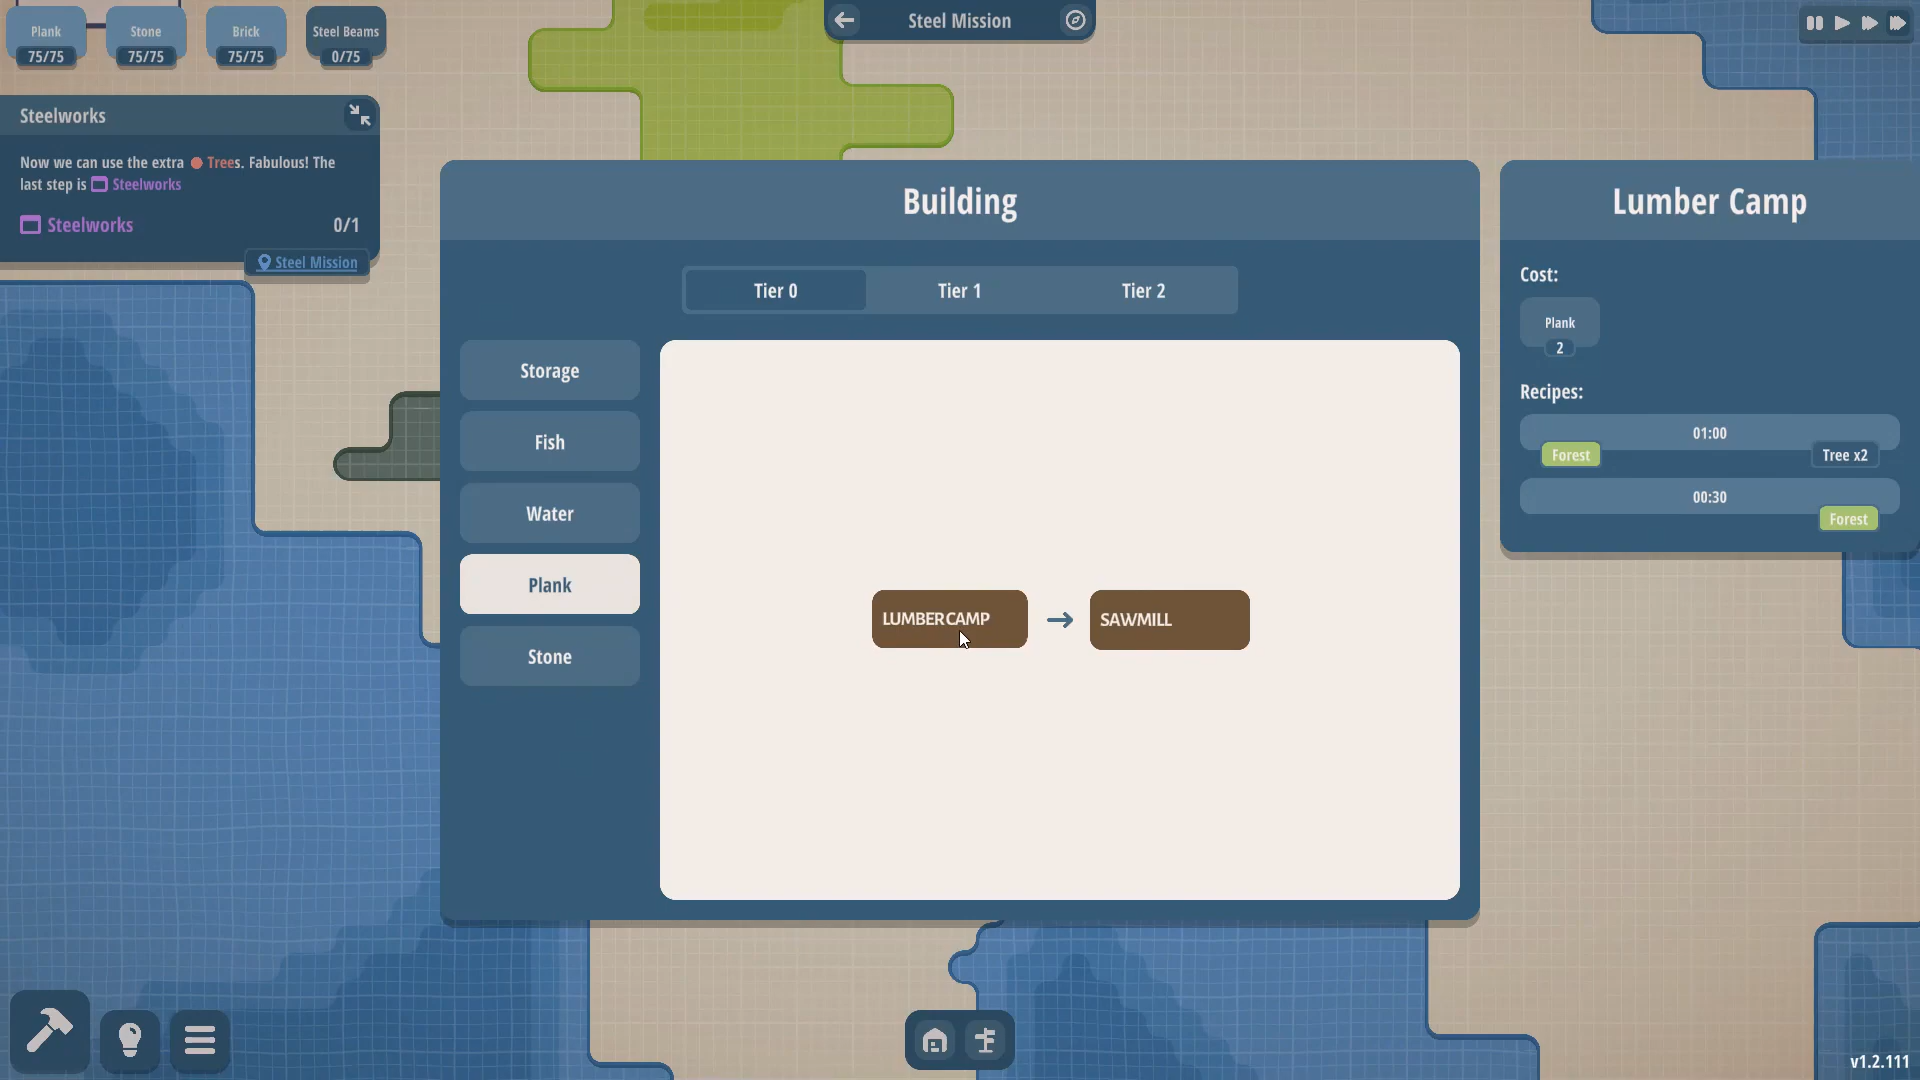 Plank
75/75
Stone
75/75
Brick
75/75
Steel Beams
0/75
Steel Mission
Steelworks
Now we can use the extra Trees. Fabulous! The
last step is Steelworks
Steelworks 0/1
Steel Mission
Building
Tier 0
Tier 1
Tier 2
Storage
Fish
Water
Plank
Stone
LUMBER CAMP
SAWMILL
Lumber Camp
Cost:
Plank
2
Recipes:
01:00
Forest
Tree x2
00:30
Forest
v1.2.111